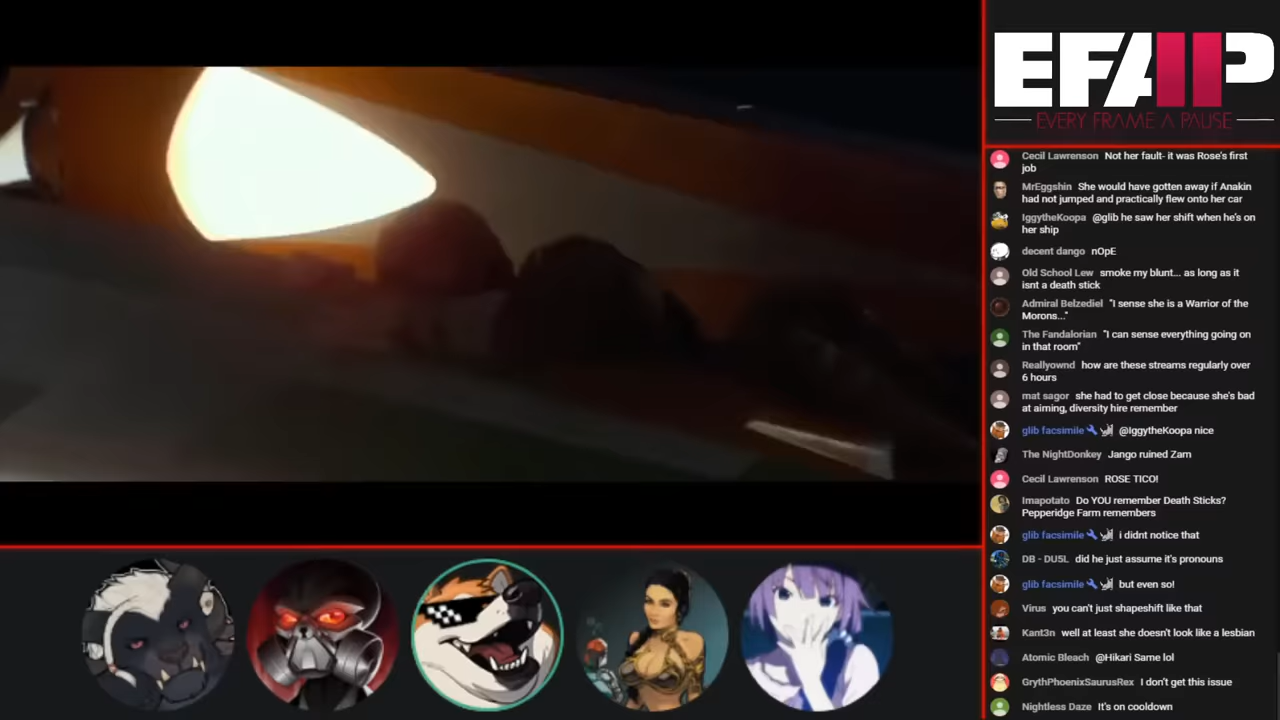 EFAP
EVERY FRAME A PAUSE
Cecil Lawrenson Not her fault- it was Rose's first
job
MrEggshin She would have gotten away if Anakin
had not jumped and practically flew onto her car
IggytheKoopa @glib he saw her shift when he's on
her ship
decent dango nOpE
Old School Lew smoke my blunt... as long as it
isnt a death stick
Admiral Belzediel "I sense she is a Warrior of the
Morons..."
The Fandalorian "I can sense everything going on
in that room"
Reallyownd how are these streams regularly over
6 hours
mat sagor she had to get close because she's bad
at aiming, diversity hire remember
glib facsimile @IggytheKoopa nice
The NightDonkey Jango ruined Zam
Cecil Lawrenson ROSE TICO!
Imapotato Do YOU remember Death Sticks?
Pepperidge Farm remembers
glib facsimile i didnt notice that
DB - DU5L did he just assume it's pronouns
glib facsimile but even so!
Virus you can't just shapeshift like that
Kant3n well at least she doesn't look like a lesbian
Atomic Bleach @Hikari Same lol
GrythPhoenixSaurusRex I don't get this issue
Nightless Daze It's on cooldown